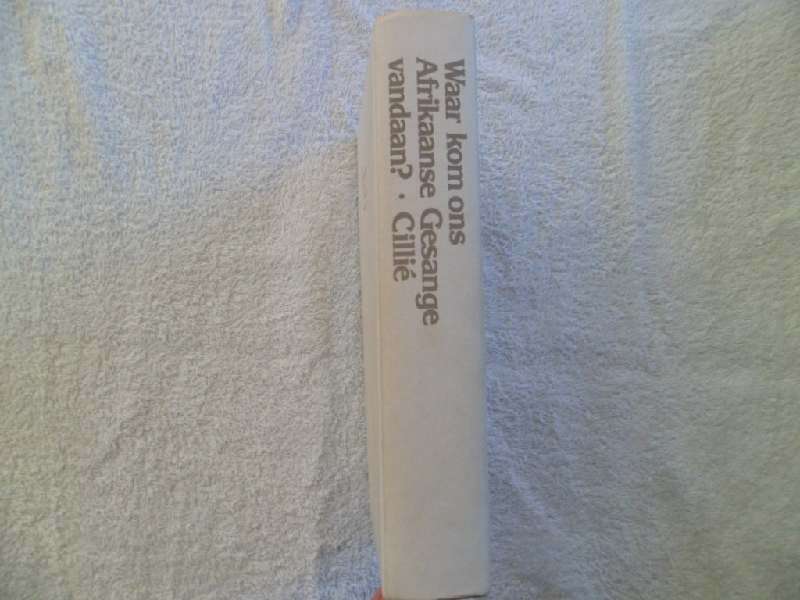 Waar kom ons
Afrikaanse Gesange
vandaan? · Cillié